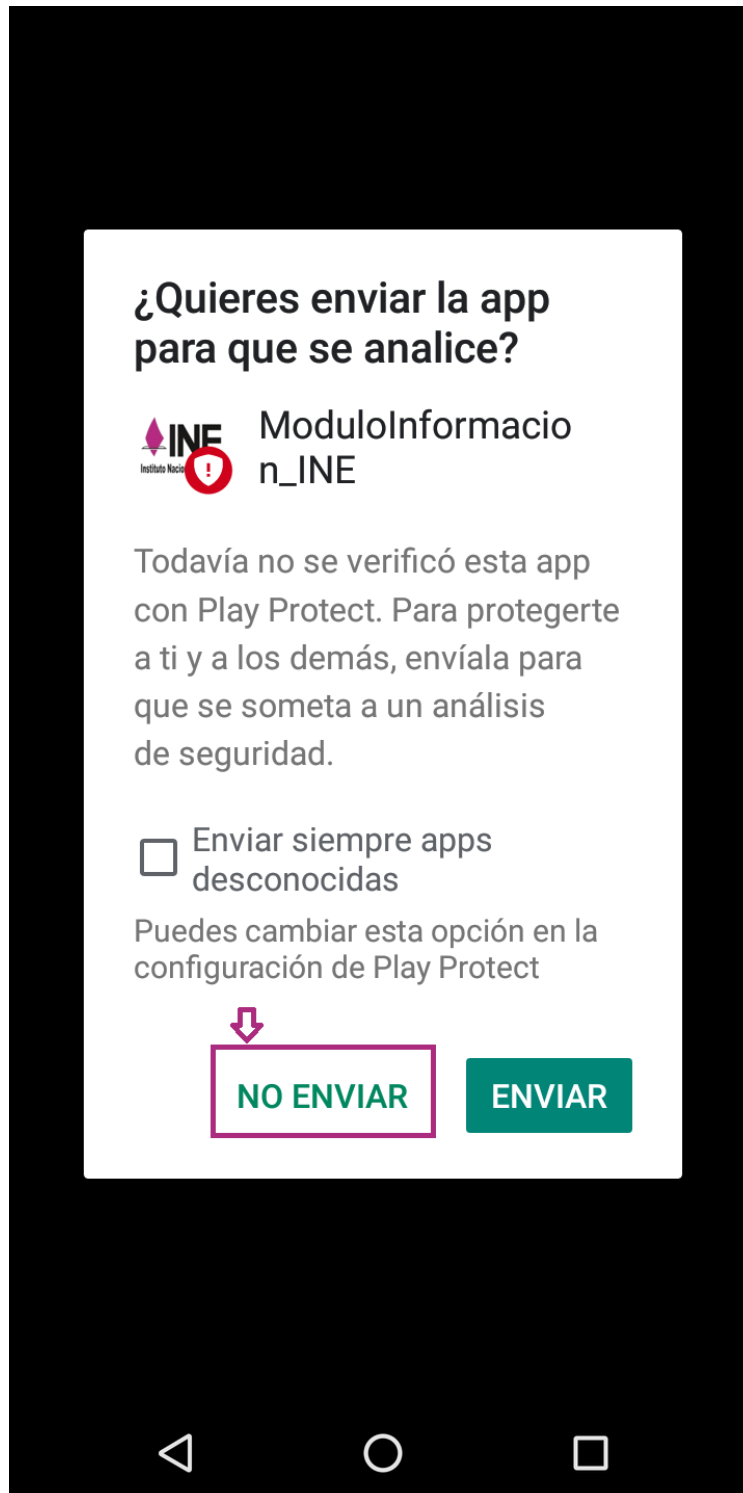 ¿Quieres enviar la app
para que se analice?
INE
Instituto Nacio
ModuloInformacio
n_INE
Todavía no se verificó esta app
con Play Protect. Para protegerte
a ti y a los demás, envíala para
que se someta a un análisis
de seguridad.
Enviar siempre apps
desconocidas
Puedes cambiar esta opción en la
configuración de Play Protect
NO ENVIAR
ENVIAR